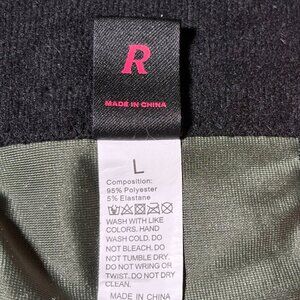 R
MADE IN CHINA
L
Composition:
95% Polyester
5% Elastane
WASH WITH LIKE
COLORS. HAND
WASH COLD. DO
NOT BLEACH. DO
NOT TUMBLE DRY.
DO NOT WRING OR
TWIST. DO NOT DRY
CLEAN.
MADE IN CHINA